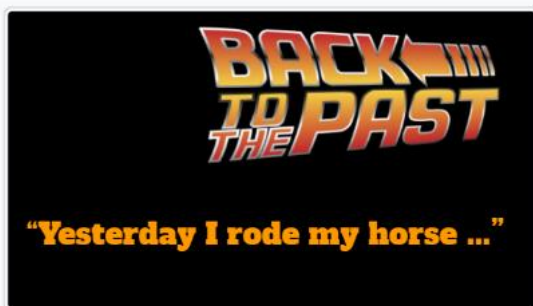 BACK
TO
THE PAST
“Yesterday I rode my horse ...”